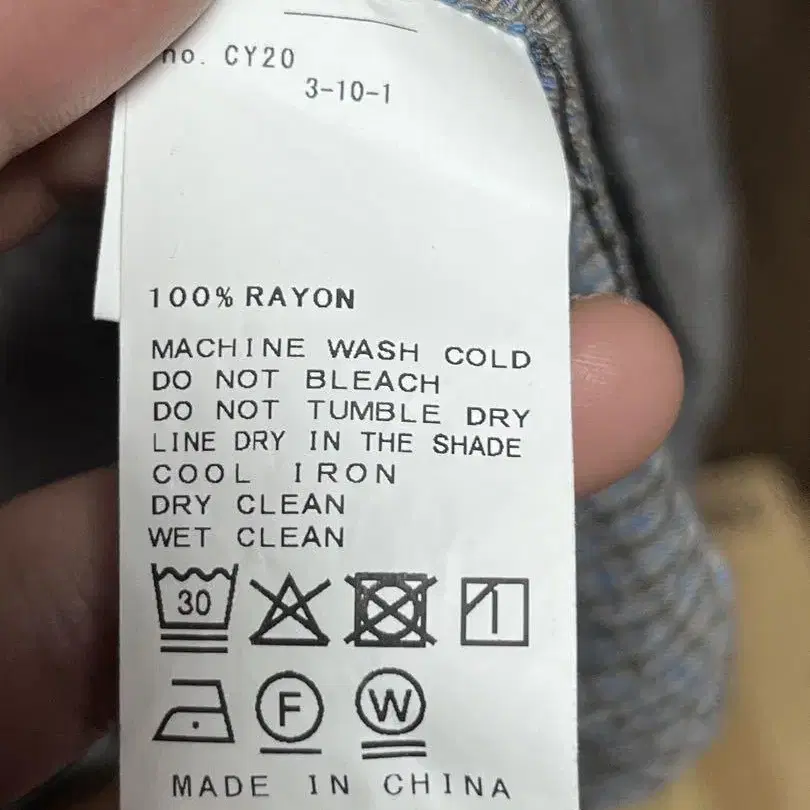 no. CY20
3-10-1
100% RAYON
MACHINE WASH COLD
DO NOT BLEACH
DO NOT TUMBLE DRY
LINE DRY IN THE SHADE
COOL IRON
DRY CLEAN
WET CLEAN
30
F W
MADE IN CHINA